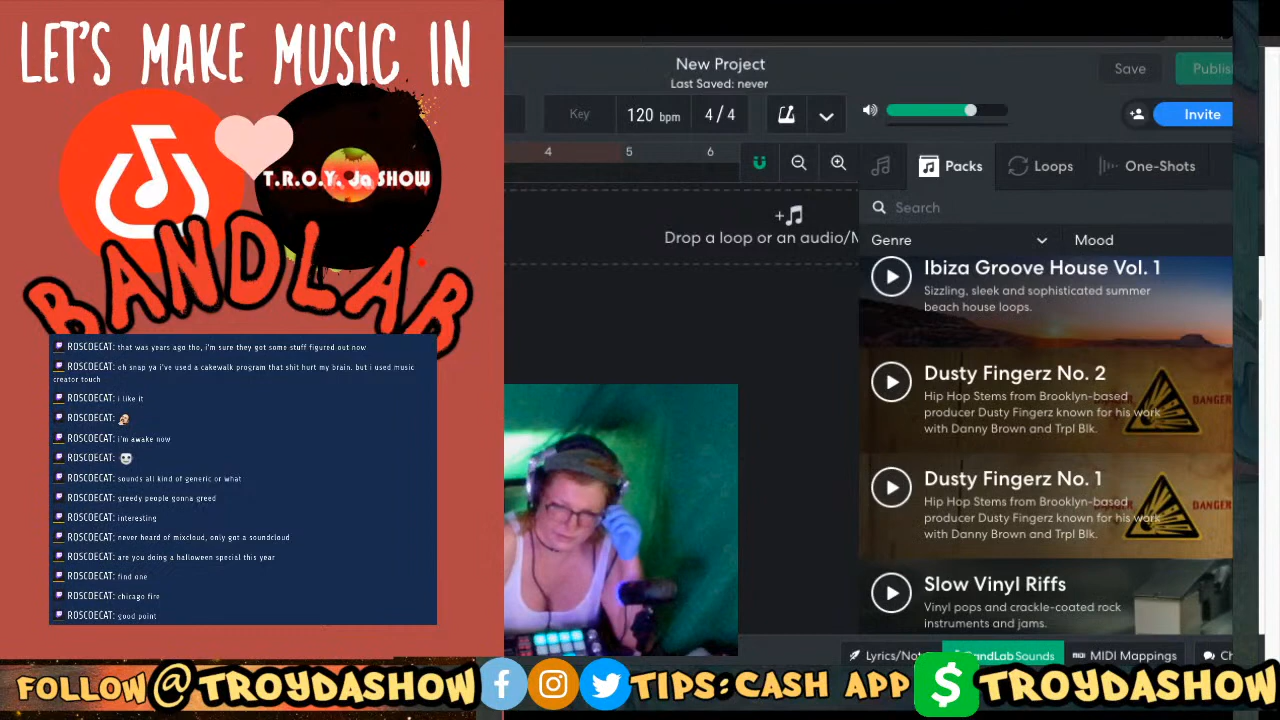 LET'S MAKE MUSIC IN
T.R.O.Y. Da SHOW
BANDLAB
ROSCOECAT: that was years ago tho, i'm sure they got some stuff figured out now
ROSCOECAT: oh snap ya i've used a cakewalk program that shit hurt my brain. but i used music
creator touch
ROSCOECAT: i like it
ROSCOECAT:
ROSCOECAT: i'm awake now
ROSCOECAT:
ROSCOECAT: sounds all kind of generic or what
ROSCOECAT: greedy people gonna greed
ROSCOECAT: interesting
ROSCOECAT: never heard of mixcloud, only got a soundcloud
ROSCOECAT: are you doing a halloween special this year
ROSCOECAT: find one
ROSCOECAT: chicago fire
ROSCOECAT: good point
New Project
Last Saved: never
Save
Publis
Key
120 bpm
4/4
Invite
4 5 6
Packs
Loops
One-Shots
Search
Genre
Mood
Drop a loop or an audio/M
Ibiza Groove House Vol. 1
Sizzling, sleek and sophisticated summer
beach house loops.
Dusty Fingerz No. 2
Hip Hop Stems from Brooklyn-based
producer Dusty Fingerz known for his work
with Danny Brown and Trpl Blk.
DANGER
Dusty Fingerz No. 1
Hip Hop Stems from Brooklyn-based
producer Dusty Fingerz known for his work
with Danny Brown and Trpl Blk.
DANGER
Slow Vinyl Riffs
Vinyl pops and crackle-coated rock
instruments and jams.
Lyrics/Not
BandLab Sounds
MIDI Mappings
Ch
FOLLOW @TROYDASHOW
TIPS:CASH APP
$
TROYDASHOW